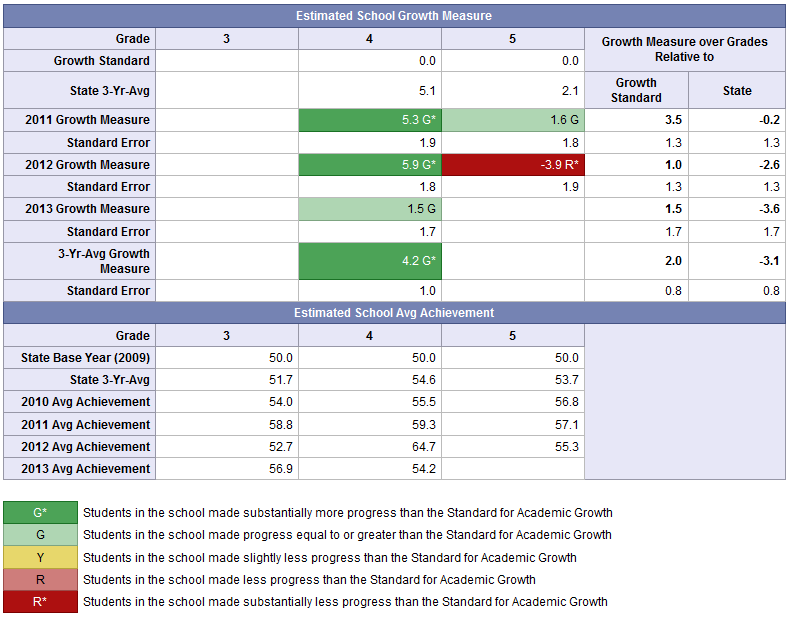 Estimated School Growth Measure
Grade 3 4 5 Growth Measure over Grades Relative to
Growth Standard 0.0 0.0
State 3-Yr-Avg 5.1 2.1 Growth Standard State
2011 Growth Measure 5.3 G* 1.6 G 3.5 -0.2
Standard Error 1.9 1.8 1.3 1.3
2012 Growth Measure 5.9 G* -3.9 R* 1.0 -2.6
Standard Error 1.8 1.9 1.3 1.3
2013 Growth Measure 1.5 G 1.5 -3.6
Standard Error 1.7 1.7 1.7
3-Yr-Avg Growth Measure 4.2 G* 2.0 -3.1
Standard Error 1.0 0.8 0.8
Estimated School Avg Achievement
Grade 3 4 5
State Base Year (2009) 50.0 50.0 50.0
State 3-Yr-Avg 51.7 54.6 53.7
2010 Avg Achievement 54.0 55.5 56.8
2011 Avg Achievement 58.8 59.3 57.1
2012 Avg Achievement 52.7 64.7 55.3
2013 Avg Achievement 56.9 54.2
G* Students in the school made substantially more progress than the Standard for Academic Growth
G Students in the school made progress equal to or greater than the Standard for Academic Growth
Y Students in the school made slightly less progress than the Standard for Academic Growth
R Students in the school made less progress than the Standard for Academic Growth
R* Students in the school made substantially less progress than the Standard for Academic Growth